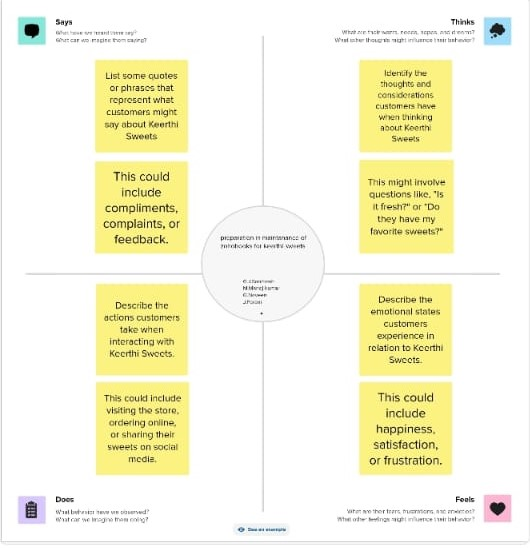 Says
What have we heard them say?
What can we imagine them saying?
Thinks
What are their wants, needs, hopes, and dreams?
What other thoughts might influence their behavior?
List some quotes
or phrases that
represent what
customers might
say about Keerthi
Sweets
This could
include
compliments,
complaints, or
feedback.
Identify the
thoughts and
considerations
customers have
when thinking
about Keerthi
Sweets
This might involve
questions like, "Is
it fresh?" or "Do
they have my
favorite sweets?"
preparation in maintenance of
zohobooks for keerthi sweets
Describe the
actions customers
take when
interacting with
Keerthi Sweets.
This could include
visiting the store,
ordering online,
or sharing their
sweets on social
media.
Describe the
emotional states
customers
experience in
relation to Keerthi
Sweets.
This could
include
happiness,
satisfaction,
or frustration.
Does
What behavior have we observed?
What can we imagine them doing?
Feels
What are their fears, frustrations, and anxieties?
What other feelings might influence their behavior?
See an example